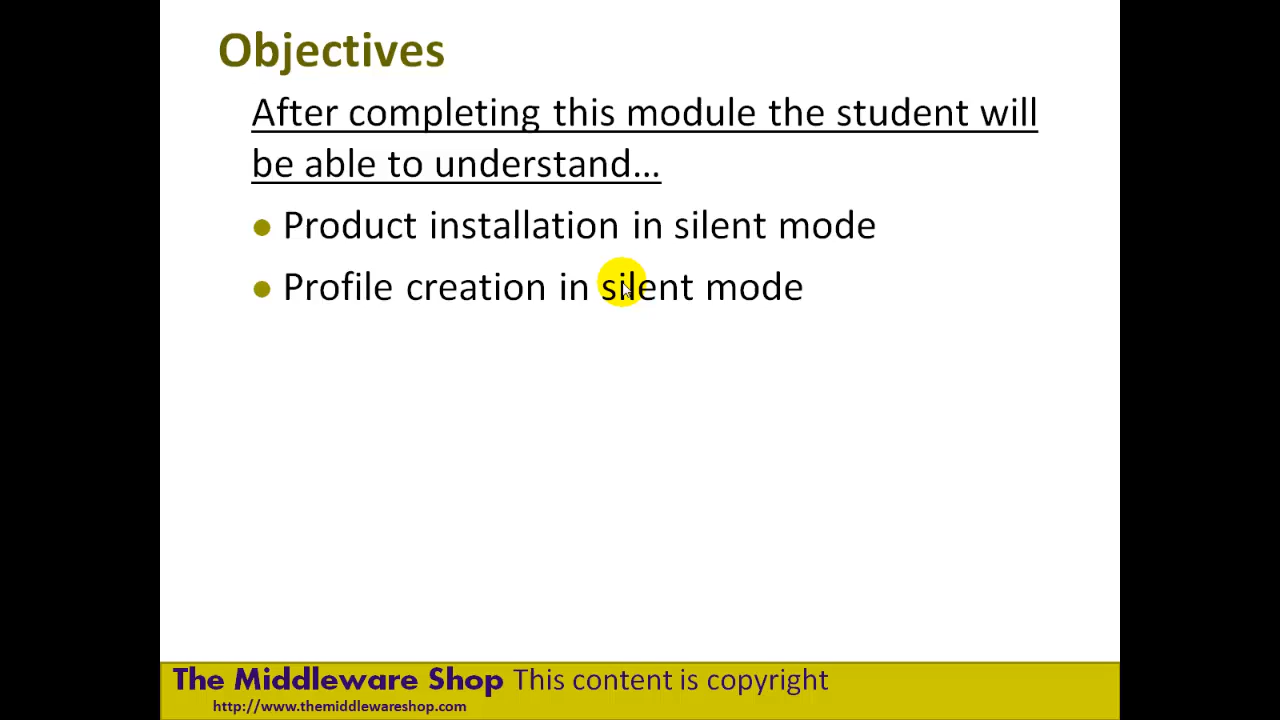 Objectives
After completing this module the student will
be able to understand...
Product installation in silent mode
Profile creation in silent mode
The Middleware Shop This content is copyright
http://www.themiddlewareshop.com